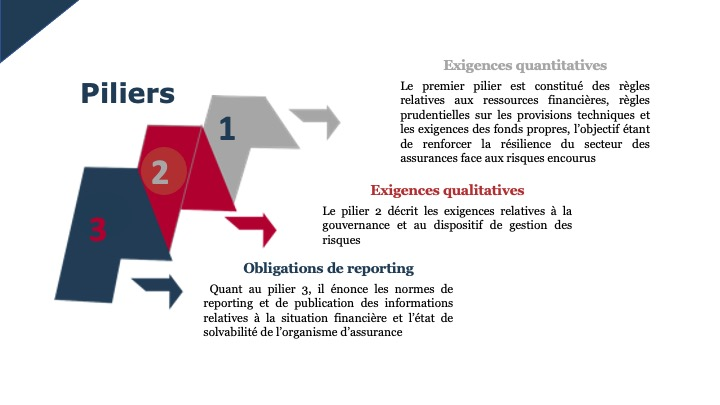 Piliers
1
2
3
Exigences quantitatives
Le premier pilier est constitué des règles
relatives aux ressources financières, règles
prudentielles sur les provisions techniques et
les exigences des fonds propres, l’objectif étant
de renforcer la résilience du secteur des
assurances face aux risques encourus
Exigences qualitatives
Le pilier 2 décrit les exigences relatives à la
gouvernance et au dispositif de gestion des
risques
Obligations de reporting
Quant au pilier 3, il énonce les normes de
reporting et de publication des informations
relatives à la situation financière et l’état de
solvabilité de l’organisme d’assurance